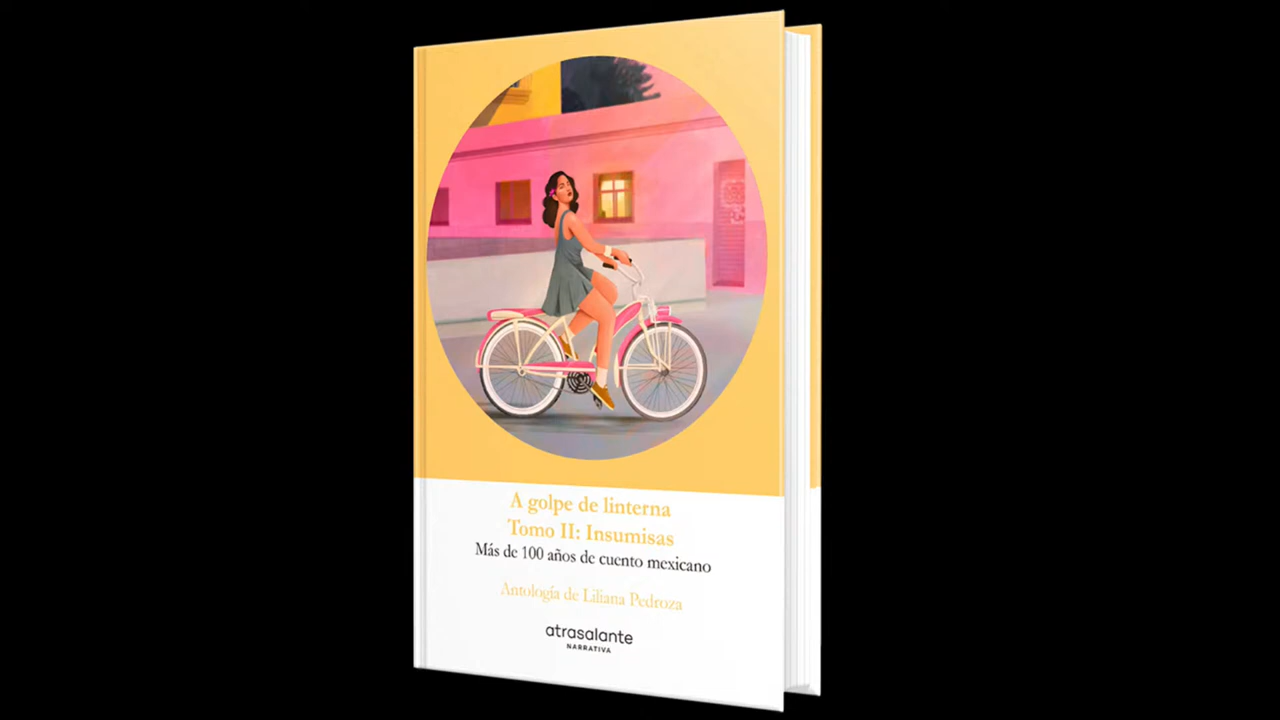 A golpe de linterna
Tomo II: Insumisas
Más de 100 años de cuento mexicano
Antología de Liliana Pedroza
atrasalante
NARRATIVA